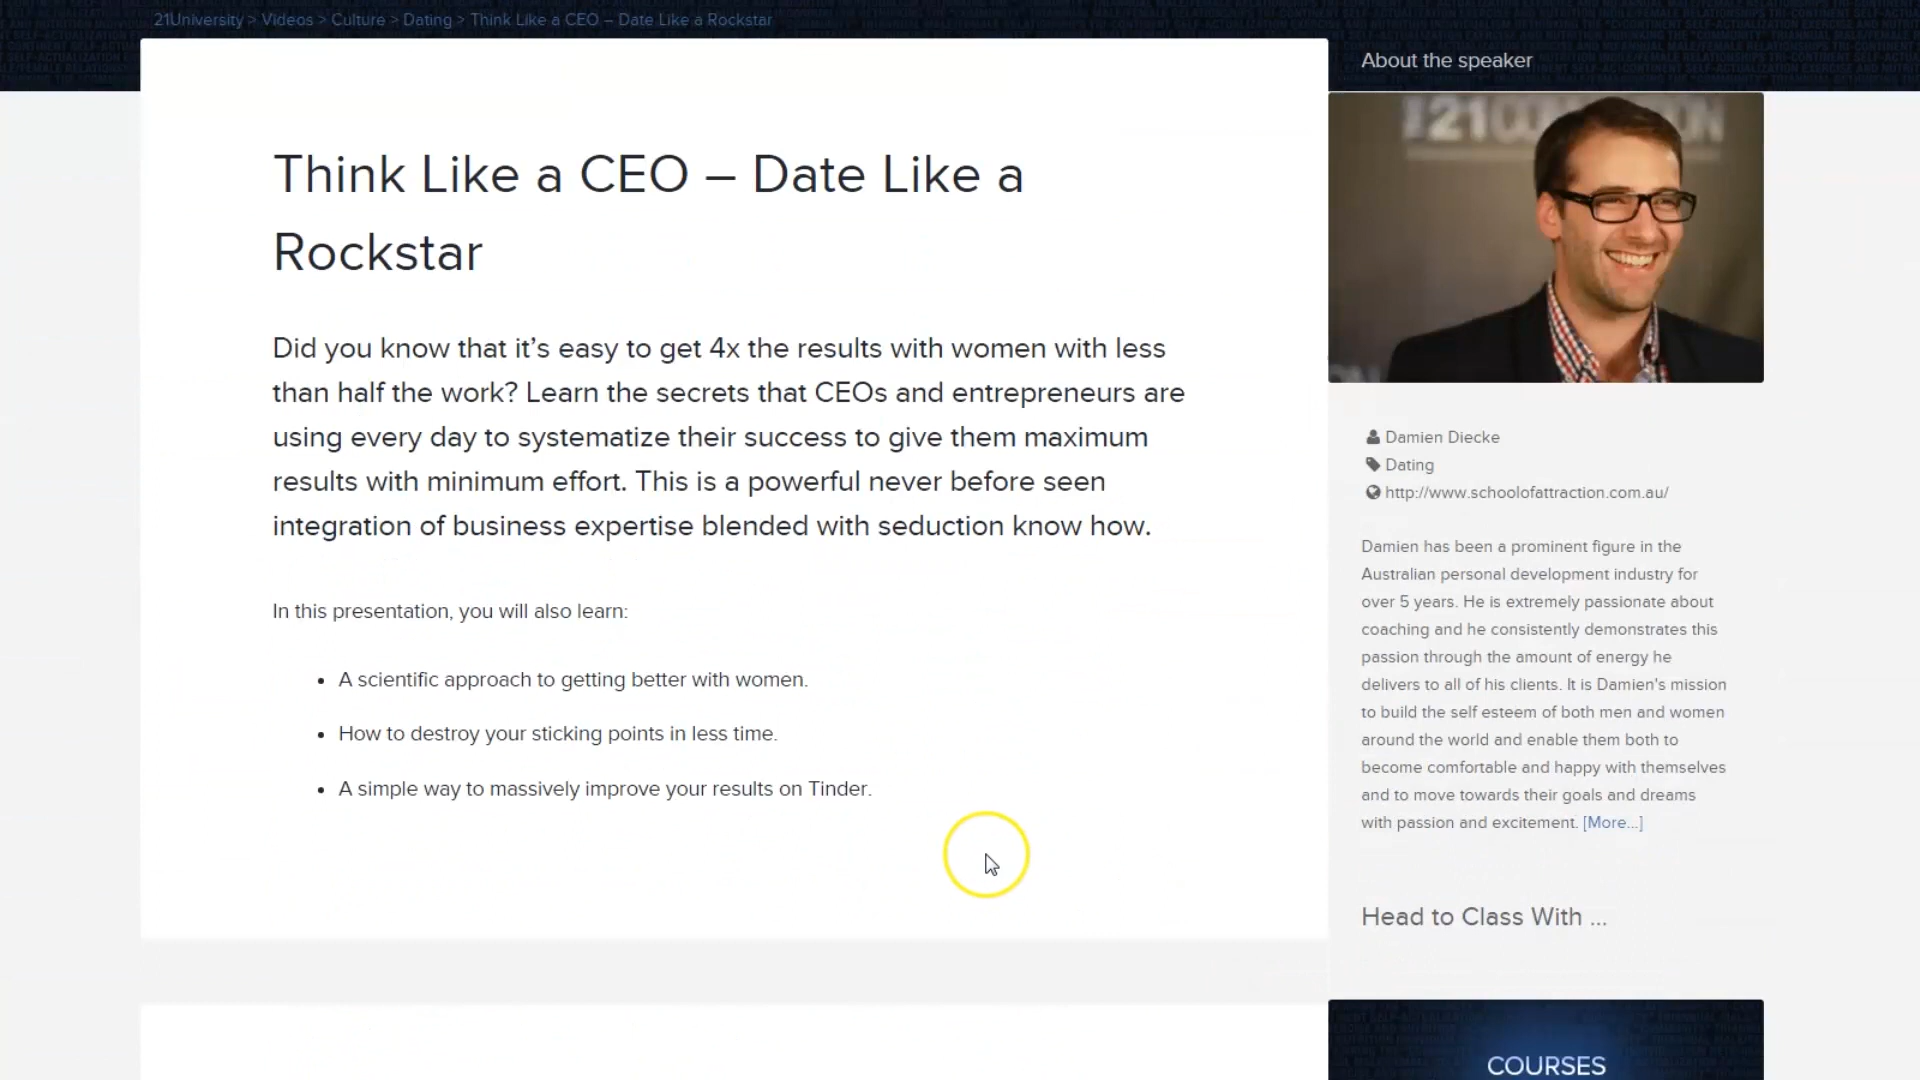 21University > Videos > Culture > Dating > Think Like a CEO – Date Like a Rockstar
About the speaker
Think Like a CEO – Date Like a
Rockstar
Did you know that it’s easy to get 4x the results with women with less
than half the work? Learn the secrets that CEOs and entrepreneurs are
using every day to systematize their success to give them maximum
results with minimum effort. This is a powerful never before seen
integration of business expertise blended with seduction know how.
In this presentation, you will also learn:
• A scientific approach to getting better with women.
• How to destroy your sticking points in less time.
• A simple way to massively improve your results on Tinder.
Damien Diecke
Dating
http://www.schoolofattraction.com.au/
Damien has been a prominent figure in the
Australian personal development industry for
over 5 years. He is extremely passionate about
coaching and he consistently demonstrates this
passion through the amount of energy he
delivers to all of his clients. It is Damien's mission
to build the self esteem of both men and women
around the world and enable them both to
become comfortable and happy with themselves
and to move towards their goals and dreams
with passion and excitement. [More...]
Head to Class With ...
COURSES